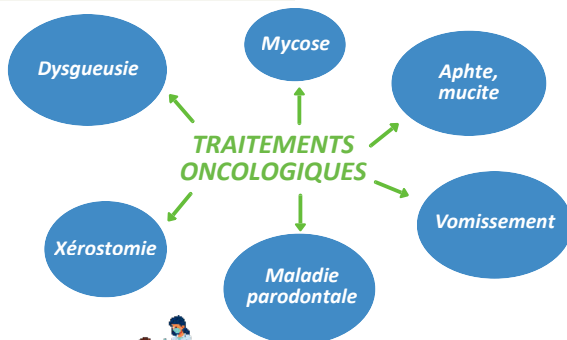 Mycose
Dysgueusie
Aphte,
mucite
TRAITEMENTS
ONCOLOGIQUES
Xérostomie
Vomissement
Maladie
parodontale